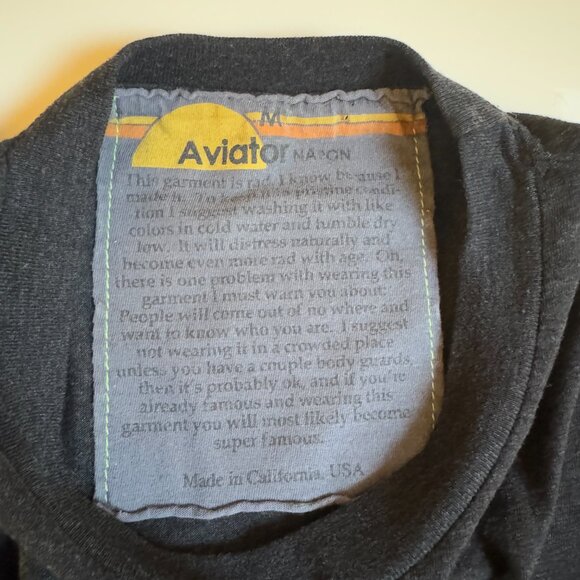 M
Aviator NATION
This garment is rad, I know because I
made it. To keep it in pristine condi-
tion I suggest washing it with like
colors in cold water and tumble dry
low. It will distress naturally and
become even more rad with age. Oh,
there is one problem with wearing this
garment I must warn you about:
People will come out of no where and
want to know who you are. I suggest
not wearing it in a crowded place
unless, you have a couple body guards,
then it's probably ok, and if you're
already famous and wearing this
garment you will most likely become
super famous.
Made in California, USA